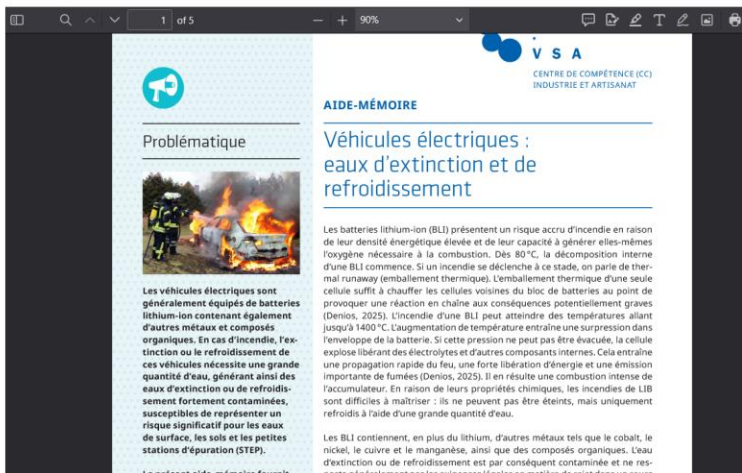 1 of 5
90%
VSA
CENTRE DE COMPÉTENCE (CC)
INDUSTRIE ET ARTISANAT
AIDE-MÉMOIRE
Problématique
Véhicules électriques :
eaux d'extinction et de
refroidissement
Les véhicules électriques sont
généralement équipés de batteries
lithium-ion contenant également
d'autres métaux et composés
organiques. En cas d'incendie, l'ex-
tinction ou le refroidissement de
ces véhicules nécessite une grande
quantité d'eau, générant ainsi des
eaux d'extinction ou de refroidis-
sement fortement contaminées,
susceptibles de représenter un
risque significatif pour les eaux
de surface, les sols et les petites
stations d'épuration (STEP).
Les batteries lithium-ion (BLI) présentent un risque accru d'incendie en raison
de leur densité énergétique élevée et de leur capacité à générer elles-mêmes
l'oxygène nécessaire à la combustion. Dès 80 °C, la décomposition interne
d'une BLI commence. Si un incendie se déclenche à ce stade, on parle de ther-
mal runaway (emballement thermique). L'emballement thermique d'une seule
cellule suffit à chauffer les cellules voisines du bloc de batteries au point de
provoquer une réaction en chaîne aux conséquences potentiellement graves
(Denios, 2025). L'incendie d'une BLI peut atteindre des températures allant
jusqu'à 1400 °C. L'augmentation de température entraîne une surpression dans
l'enveloppe de la batterie. Si cette pression ne peut pas être évacuée, la cellule
explose libérant des électrolytes et d'autres composants internes. Cela entraîne
une propagation rapide du feu, une forte libération d'énergie et une émission
importante de fumées (Denios, 2025). Il en résulte une combustion intense de
l'accumulateur. En raison de leurs propriétés chimiques, les incendies de LIB
sont difficiles à maîtriser : ils ne peuvent pas être éteints, mais uniquement
refroidis à l'aide d'une grande quantité d'eau.
Les BLI contiennent, en plus du lithium, d'autres métaux tels que le cobalt, le
nickel, le cuivre et le manganèse, ainsi que des composés organiques. L'eau
d'extinction ou de refroidissement est par conséquent contaminée et ne res-